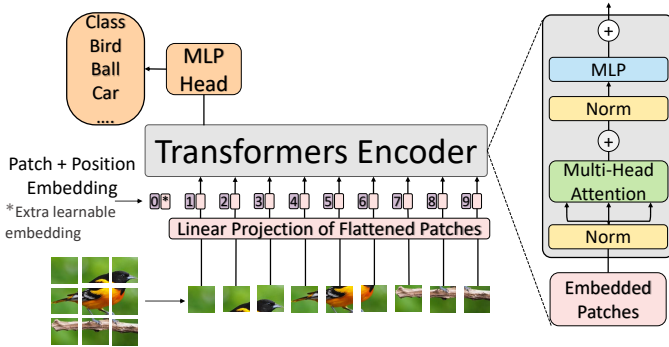 Class
Bird
Ball
Car
....
MLP
Head
Transformers Encoder
Patch + Position
Embedding
*Extra learnable
embedding
0 * 1 2 3 4 5 6 7 8 9
Linear Projection of Flattened Patches
+
MLP
Norm
+
Multi-Head
Attention
Norm
Embedded
Patches